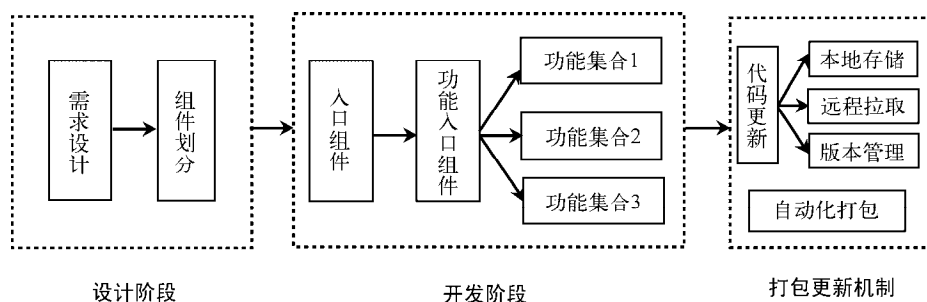 需求设计
组件划分
入口组件
功能入口组件
功能集合1
功能集合2
功能集合3
代码更新
本地存储
远程拉取
版本管理
自动化打包
设计阶段
开发阶段
打包更新机制